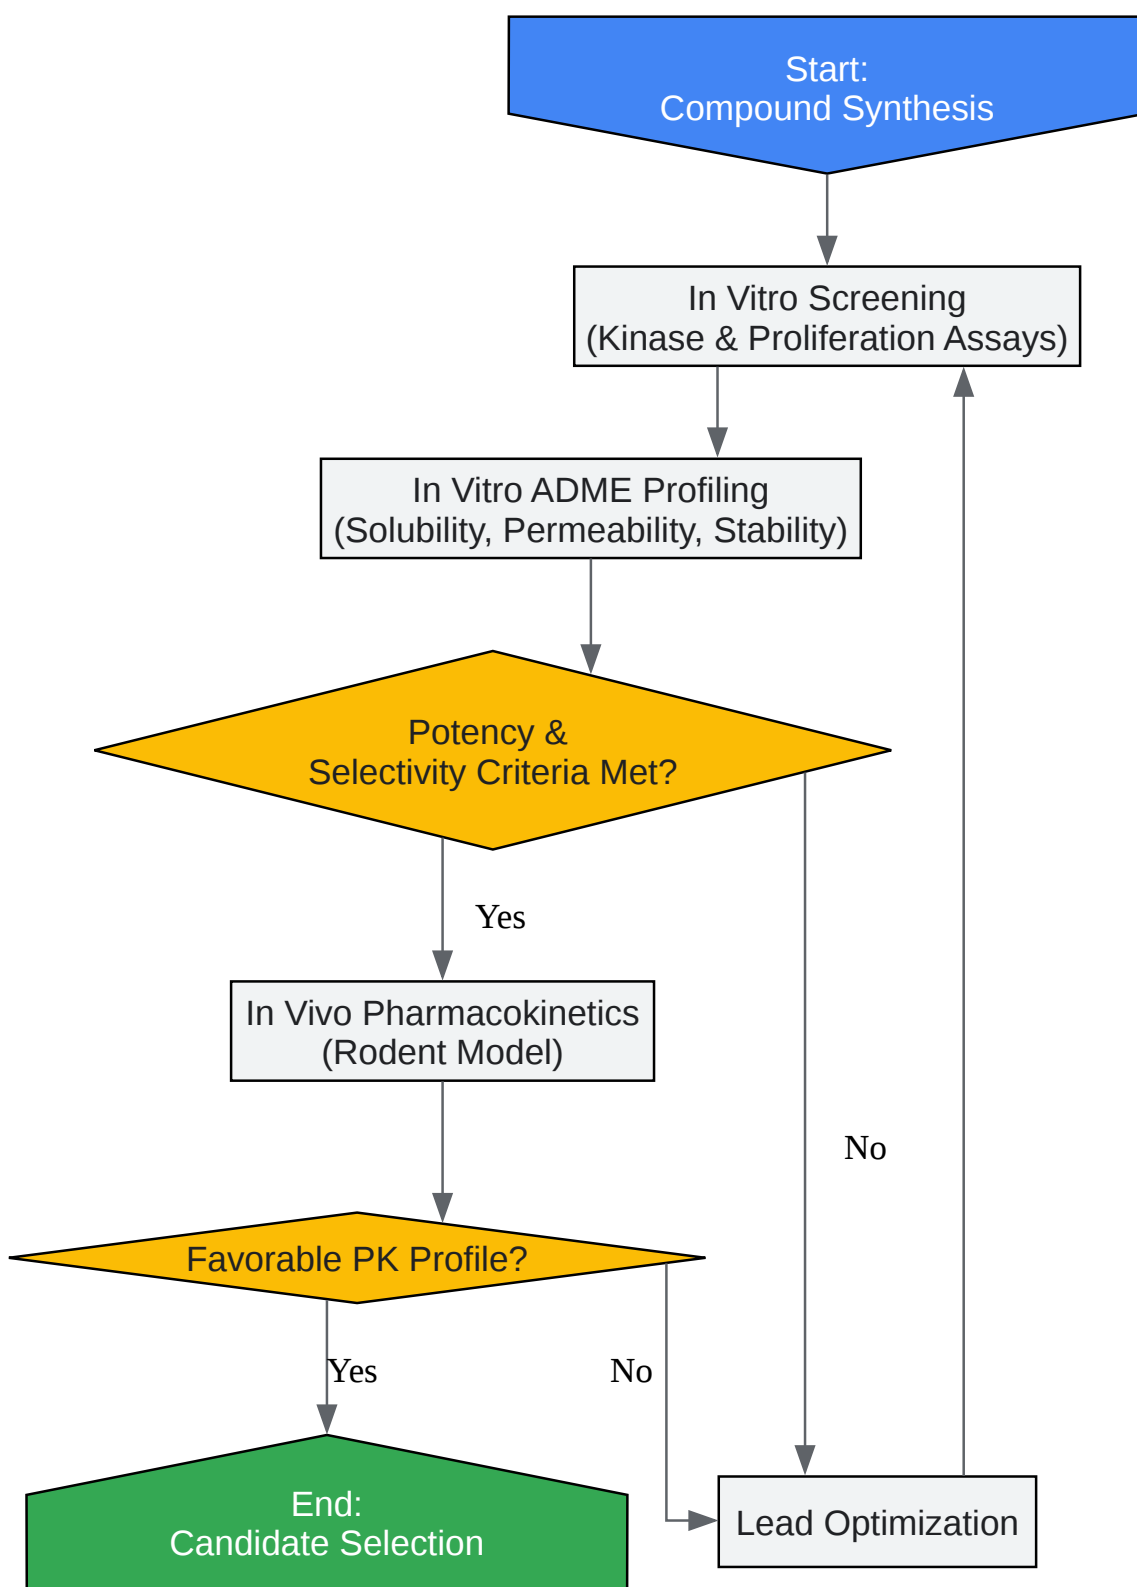 Start:
Compound Synthesis
In Vitro Screening
(Kinase & Proliferation Assays)
In Vitro ADME Profiling
(Solubility, Permeability, Stability)
Potency &
Selectivity Criteria Met?
Yes
In Vivo Pharmacokinetics
(Rodent Model)
No
Favorable PK Profile?
Yes
No
End:
Candidate Selection
Lead Optimization